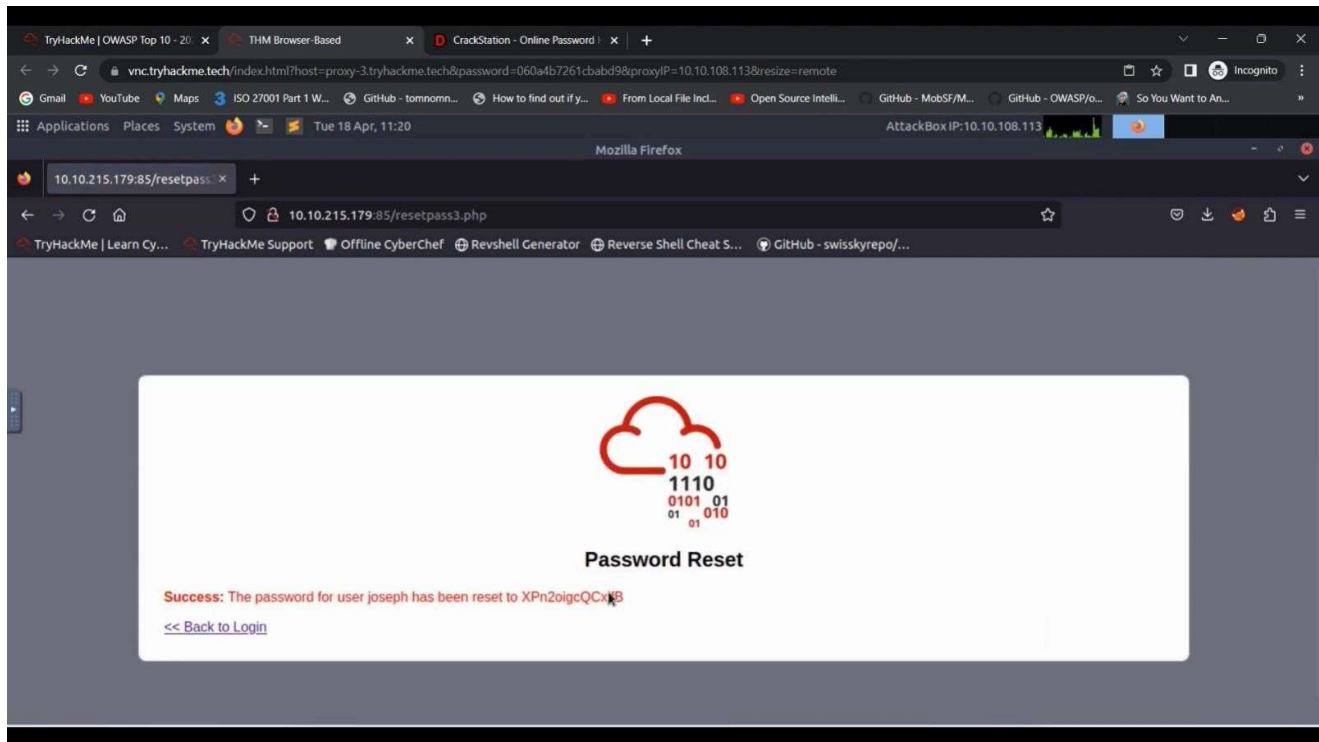 TryHackMe | OWASP Top 10 - 20
THM Browser-Based
CrackStation - Online Password
vnc.tryhackme.tech/index.html?host=proxy-3.tryhackme.tech&password=060a4b7261cbabd9&proxyIP=10.10.108.113&resize=remote
Incognito
Gmail YouTube Maps ISO 27001 Part 1 W... GitHub - tomnomn... How to find out if y... From Local File Incl... Open Source Intelli... GitHub - MobSF/M... GitHub - OWASP/o... So You Want to An... »
Applications Places System Tue 18 Apr, 11:20 AttackBox IP:10.10.108.113
Mozilla Firefox
10.10.215.179:85/resetpass
10.10.215.179:85/resetpass3.php
TryHackMe | Learn Cy... TryHackMe Support Offline CyberChef Revshell Generator Reverse Shell Cheat S... GitHub - swisskyrepo/...
10 10
1110
0101 01
01 010
01
Password Reset
Success: The password for user joseph has been reset to
<< Back to Login